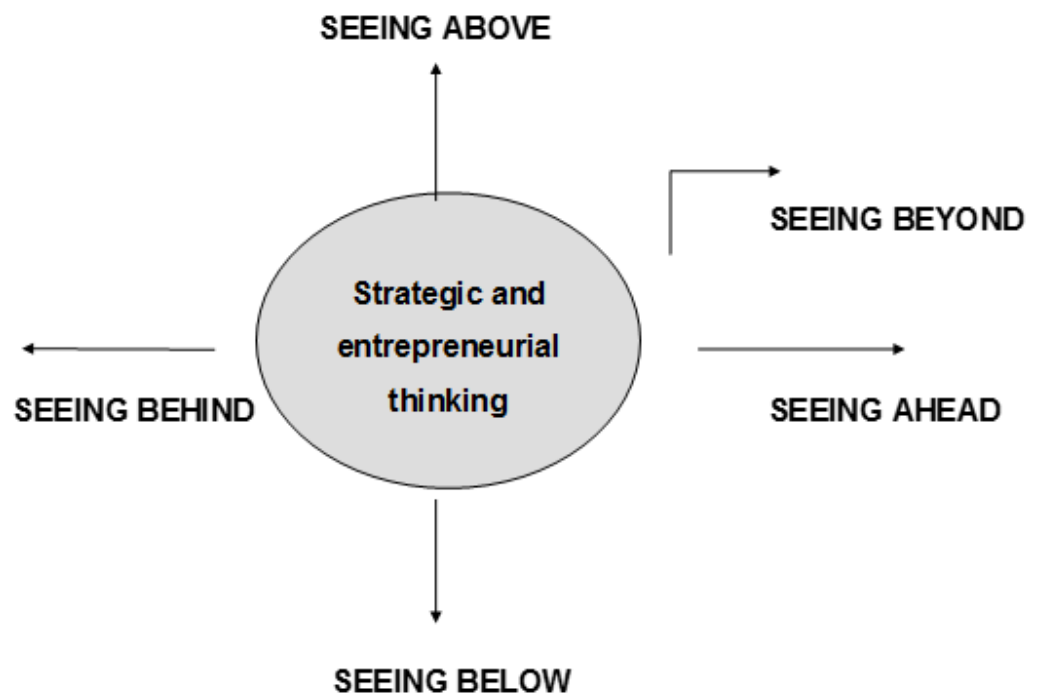 SEEING ABOVE
SEEING BEYOND
Strategic and
entrepreneurial
thinking
SEEING BEHIND
SEEING AHEAD
SEEING BELOW